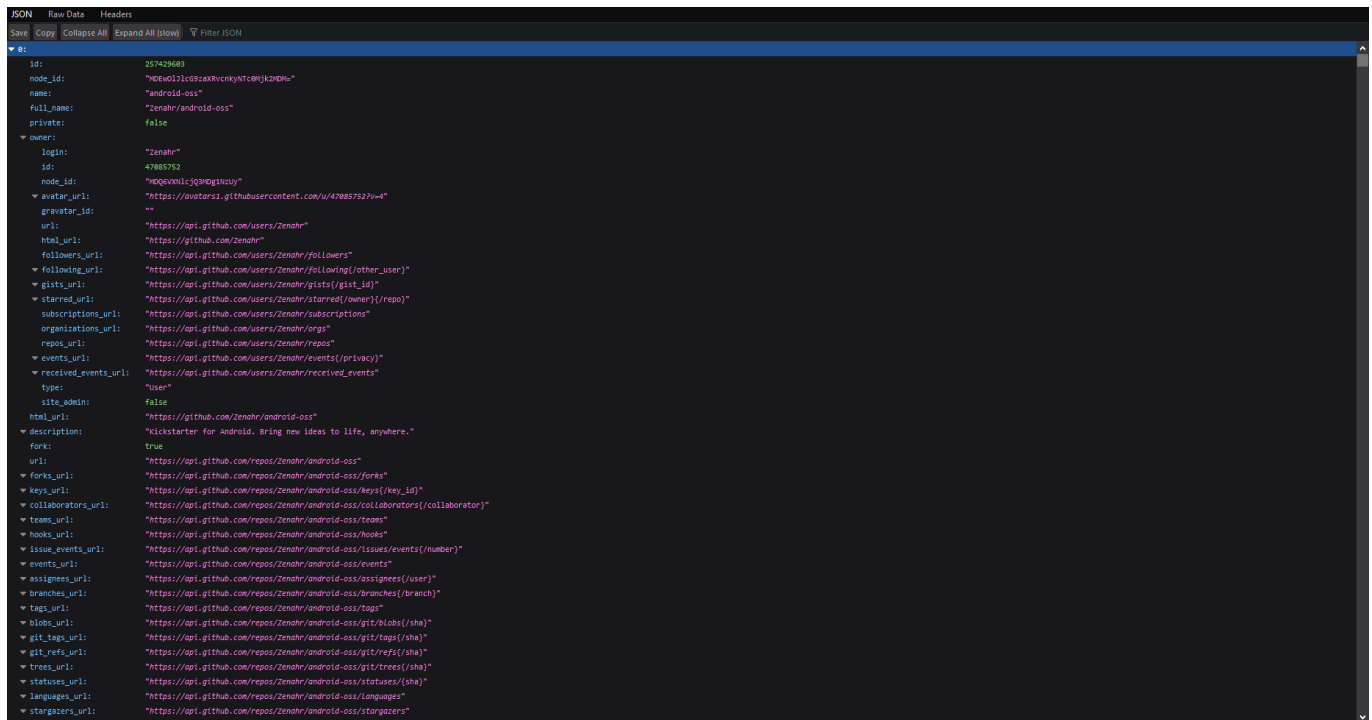 JSON Raw Data Headers
Save Copy Collapse All Expand All (slow) Filter JSON
0:
id: 257429603
node_id: "MDEwOlJlcG9zaXRvcnkyNTc0Mjk2MDM="
name: "android-oss"
full_name: "Zenahr/android-oss"
private: false
owner:
login: "Zenahr"
id: 47085752
node_id: "MDQ6VXNlcjQ3MDg1NzUy"
avatar_url: "https://avatars1.githubusercontent.com/u/47085752?v=4"
gravatar_id: ""
url: "https://api.github.com/users/Zenahr"
html_url: "https://github.com/Zenahr"
followers_url: "https://api.github.com/users/Zenahr/followers"
following_url: "https://api.github.com/users/Zenahr/following{/other_user}"
gists_url: "https://api.github.com/users/Zenahr/gists{/gist_id}"
starred_url: "https://api.github.com/users/Zenahr/starred{/owner}{/repo}"
subscriptions_url: "https://api.github.com/users/Zenahr/subscriptions"
organizations_url: "https://api.github.com/users/Zenahr/orgs"
repos_url: "https://api.github.com/users/Zenahr/repos"
events_url: "https://api.github.com/users/Zenahr/events{/privacy}"
received_events_url: "https://api.github.com/users/Zenahr/received_events"
type: "User"
site_admin: false
html_url: "https://github.com/Zenahr/android-oss"
description: "Kickstarter for Android. Bring new ideas to life, anywhere."
fork: true
url: "https://api.github.com/repos/Zenahr/android-oss"
forks_url: "https://api.github.com/repos/Zenahr/android-oss/forks"
keys_url: "https://api.github.com/repos/Zenahr/android-oss/keys{/key_id}"
collaborators_url: "https://api.github.com/repos/Zenahr/android-oss/collaborators{/collaborator}"
teams_url: "https://api.github.com/repos/Zenahr/android-oss/teams"
hooks_url: "https://api.github.com/repos/Zenahr/android-oss/hooks"
issue_events_url: "https://api.github.com/repos/Zenahr/android-oss/issues/events{/number}"
events_url: "https://api.github.com/repos/Zenahr/android-oss/events"
assignees_url: "https://api.github.com/repos/Zenahr/android-oss/assignees{/user}"
branches_url: "https://api.github.com/repos/Zenahr/android-oss/branches{/branch}"
tags_url: "https://api.github.com/repos/Zenahr/android-oss/tags"
blobs_url: "https://api.github.com/repos/Zenahr/android-oss/git/blobs{/sha}"
git_tags_url: "https://api.github.com/repos/Zenahr/android-oss/git/tags{/sha}"
git_refs_url: "https://api.github.com/repos/Zenahr/android-oss/git/refs{/sha}"
trees_url: "https://api.github.com/repos/Zenahr/android-oss/git/trees{/sha}"
statuses_url: "https://api.github.com/repos/Zenahr/android-oss/statuses/{sha}"
languages_url: "https://api.github.com/repos/Zenahr/android-oss/languages"
stargazers_url: "https://api.github.com/repos/Zenahr/android-oss/stargazers"